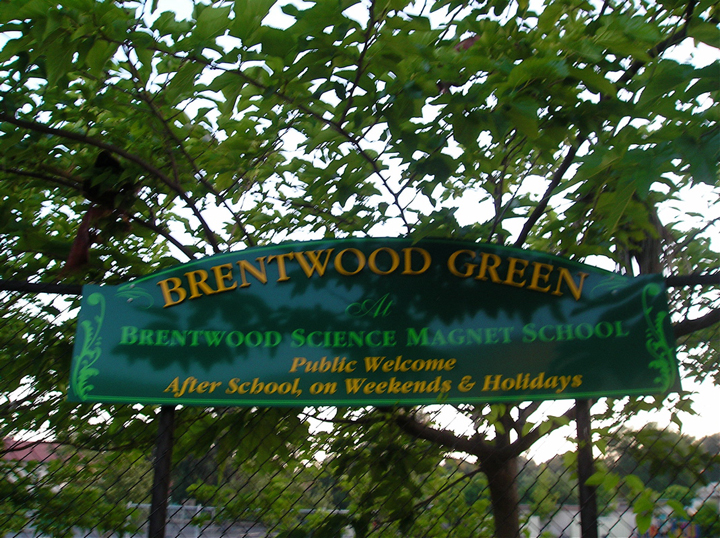 BRENTWOOD GREEN
At
BRENTWOOD SCIENCE MAGNET SCHOOL
Public Welcome
After School, on Weekends & Holidays